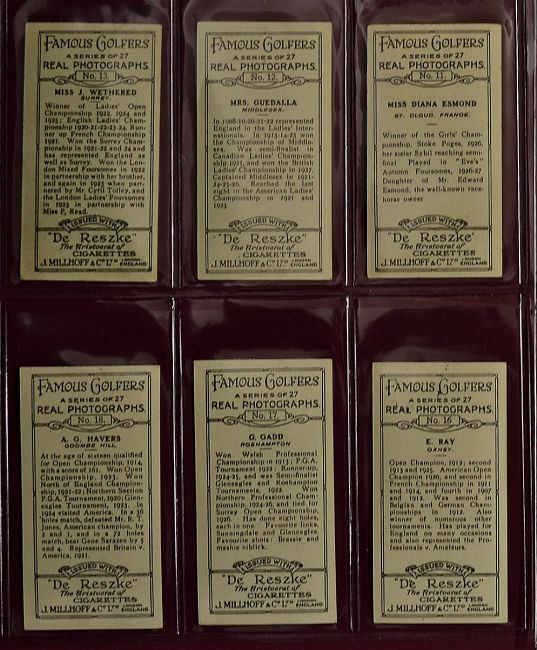 FAMOUS GOLFERS
A SERIES OF 27
REAL PHOTOGRAPHS.
No. 13.
MISS J. WETHERED
SURREY.
Winner of Ladies' Open
Championship 1922, 1924 and
1925; English Ladies' Cham-
pionship 1920-21-22-23-24. Run-
ner up French Championship
1921. Won the Surrey Cham-
pionship in 1921-22 and 24 and
has represented England as
well as Surrey. Won the Lon-
don Mixed Foursomes in 1922
in partnership with her brother,
and again in 1923 when part-
nered by Mr. Cyril Tolley, and
the London Ladies' Foursomes
in 1923 in partnership with
Miss P. Read.
ISSUED WITH
"De Reszke"
The Aristocrat of
CIGARETTES
J. MILLHOFF & Co LTD LONDON ENGLAND.
FAMOUS GOLFERS
A SERIES OF 27
REAL PHOTOGRAPHS.
No. 12.
MRS. GUEDALLA
MIDDLESEX.
In 1908-10-20-21-22 represented
England in the Ladies' Inter-
nationals. In 1913-14-23 won
the Championship of Middle-
sex. Was semi-finalist in
Canadian Ladies' Champion-
ship 1921, and won the British
Ladies' Championship in 1927.
Captained Middlesex in 1921-
24-25-26. Reached the last
eight in the American Ladies'
Championship in 1921 and
1923
ISSUED WITH
"De Reszke"
The Aristocrat of
CIGARETTES
J. MILLHOFF & Co LTD LONDON ENGLAND.
FAMOUS GOLFERS
A SERIES OF 27
REAL PHOTOGRAPHS.
No. 11.
MISS DIANA ESMOND
ST. CLOUD, FRANCE.
Winner of the Girls' Cham-
pionship, Stoke Poges, 1926,
her sister Sybil reaching semi-
final Played in "Eve's"
Autumn Foursomes, 1926-27
Daughter of Mr. Edward
Esmond, the well-known race-
horse owner
ISSUED WITH
"De Reszke"
The Aristocrat of
CIGARETTES
J. MILLHOFF & Co LTD LONDON ENGLAND.
FAMOUS GOLFERS
A SERIES OF 27
REAL PHOTOGRAPHS.
No. 18.
A. G. HAVERS
COOMBE HILL.
At the age of sixteen qualified
for Open Championship, 1914,
with a score of 161. Won Open
Championship, 1923. Won
North of England Champion-
ship, 1921-22; Northern Section
P.G.A. Tournament, 1920; Glen-
eagles Tournament, 1923. In
1924 visited America. In a 36
holes match, defeated Mr. R. T.
Jones, American champion, by
2 and 1, and in a 72 holes
match, beat Gene Sarazen by 5
and 4. Represented Britain v.
America, 1921.
ISSUED WITH
"De Reszke"
The Aristocrat of
CIGARETTES
J. MILLHOFF & Co LTD LONDON ENGLAND.
FAMOUS GOLFERS
A SERIES OF 27
REAL PHOTOGRAPHS.
No. 17.
G. GADD
ROEHAMPTON
Won Welsh Professional
Championship in 1913; P.G.A.
Tournament 1922; Runner-up,
1924-25, and was Semi-finalist
Gleneagles and Roehampton
Tournaments, 1922. Won
Northern Professional Cham-
pionship, 1924-26, and tied for
Surrey Open Championship,
1926. Has done eight holes,
each in one. Favourite links:
Sunningdale and Gleneagles.
Favourite shots: Brassie and
mashie niblick.
ISSUED WITH
"De Reszke"
The Aristocrat of
CIGARETTES
J. MILLHOFF & Co LTD LONDON ENGLAND.
FAMOUS GOLFERS
A SERIES OF 27
REAL PHOTOGRAPHS.
No. 16
E. RAY
OXHEY.
Open Champion, 1912; second
1913 and 1925. American Open
Champion 1920, and second in
French Championship in 1911
and 1914, and fourth in 1907
and 1912. Was second in
Belgian and German Cham-
pionships in 1912. Also
winner of numerous other
tournaments. Has played for
England on many occasions
and also represented the Pro-
fessionals v. Amateurs.
ISSUED WITH
"De Reszke"
The Aristocrat of
CIGARETTES
J. MILLHOFF & Co LTD LONDON ENGLAND.